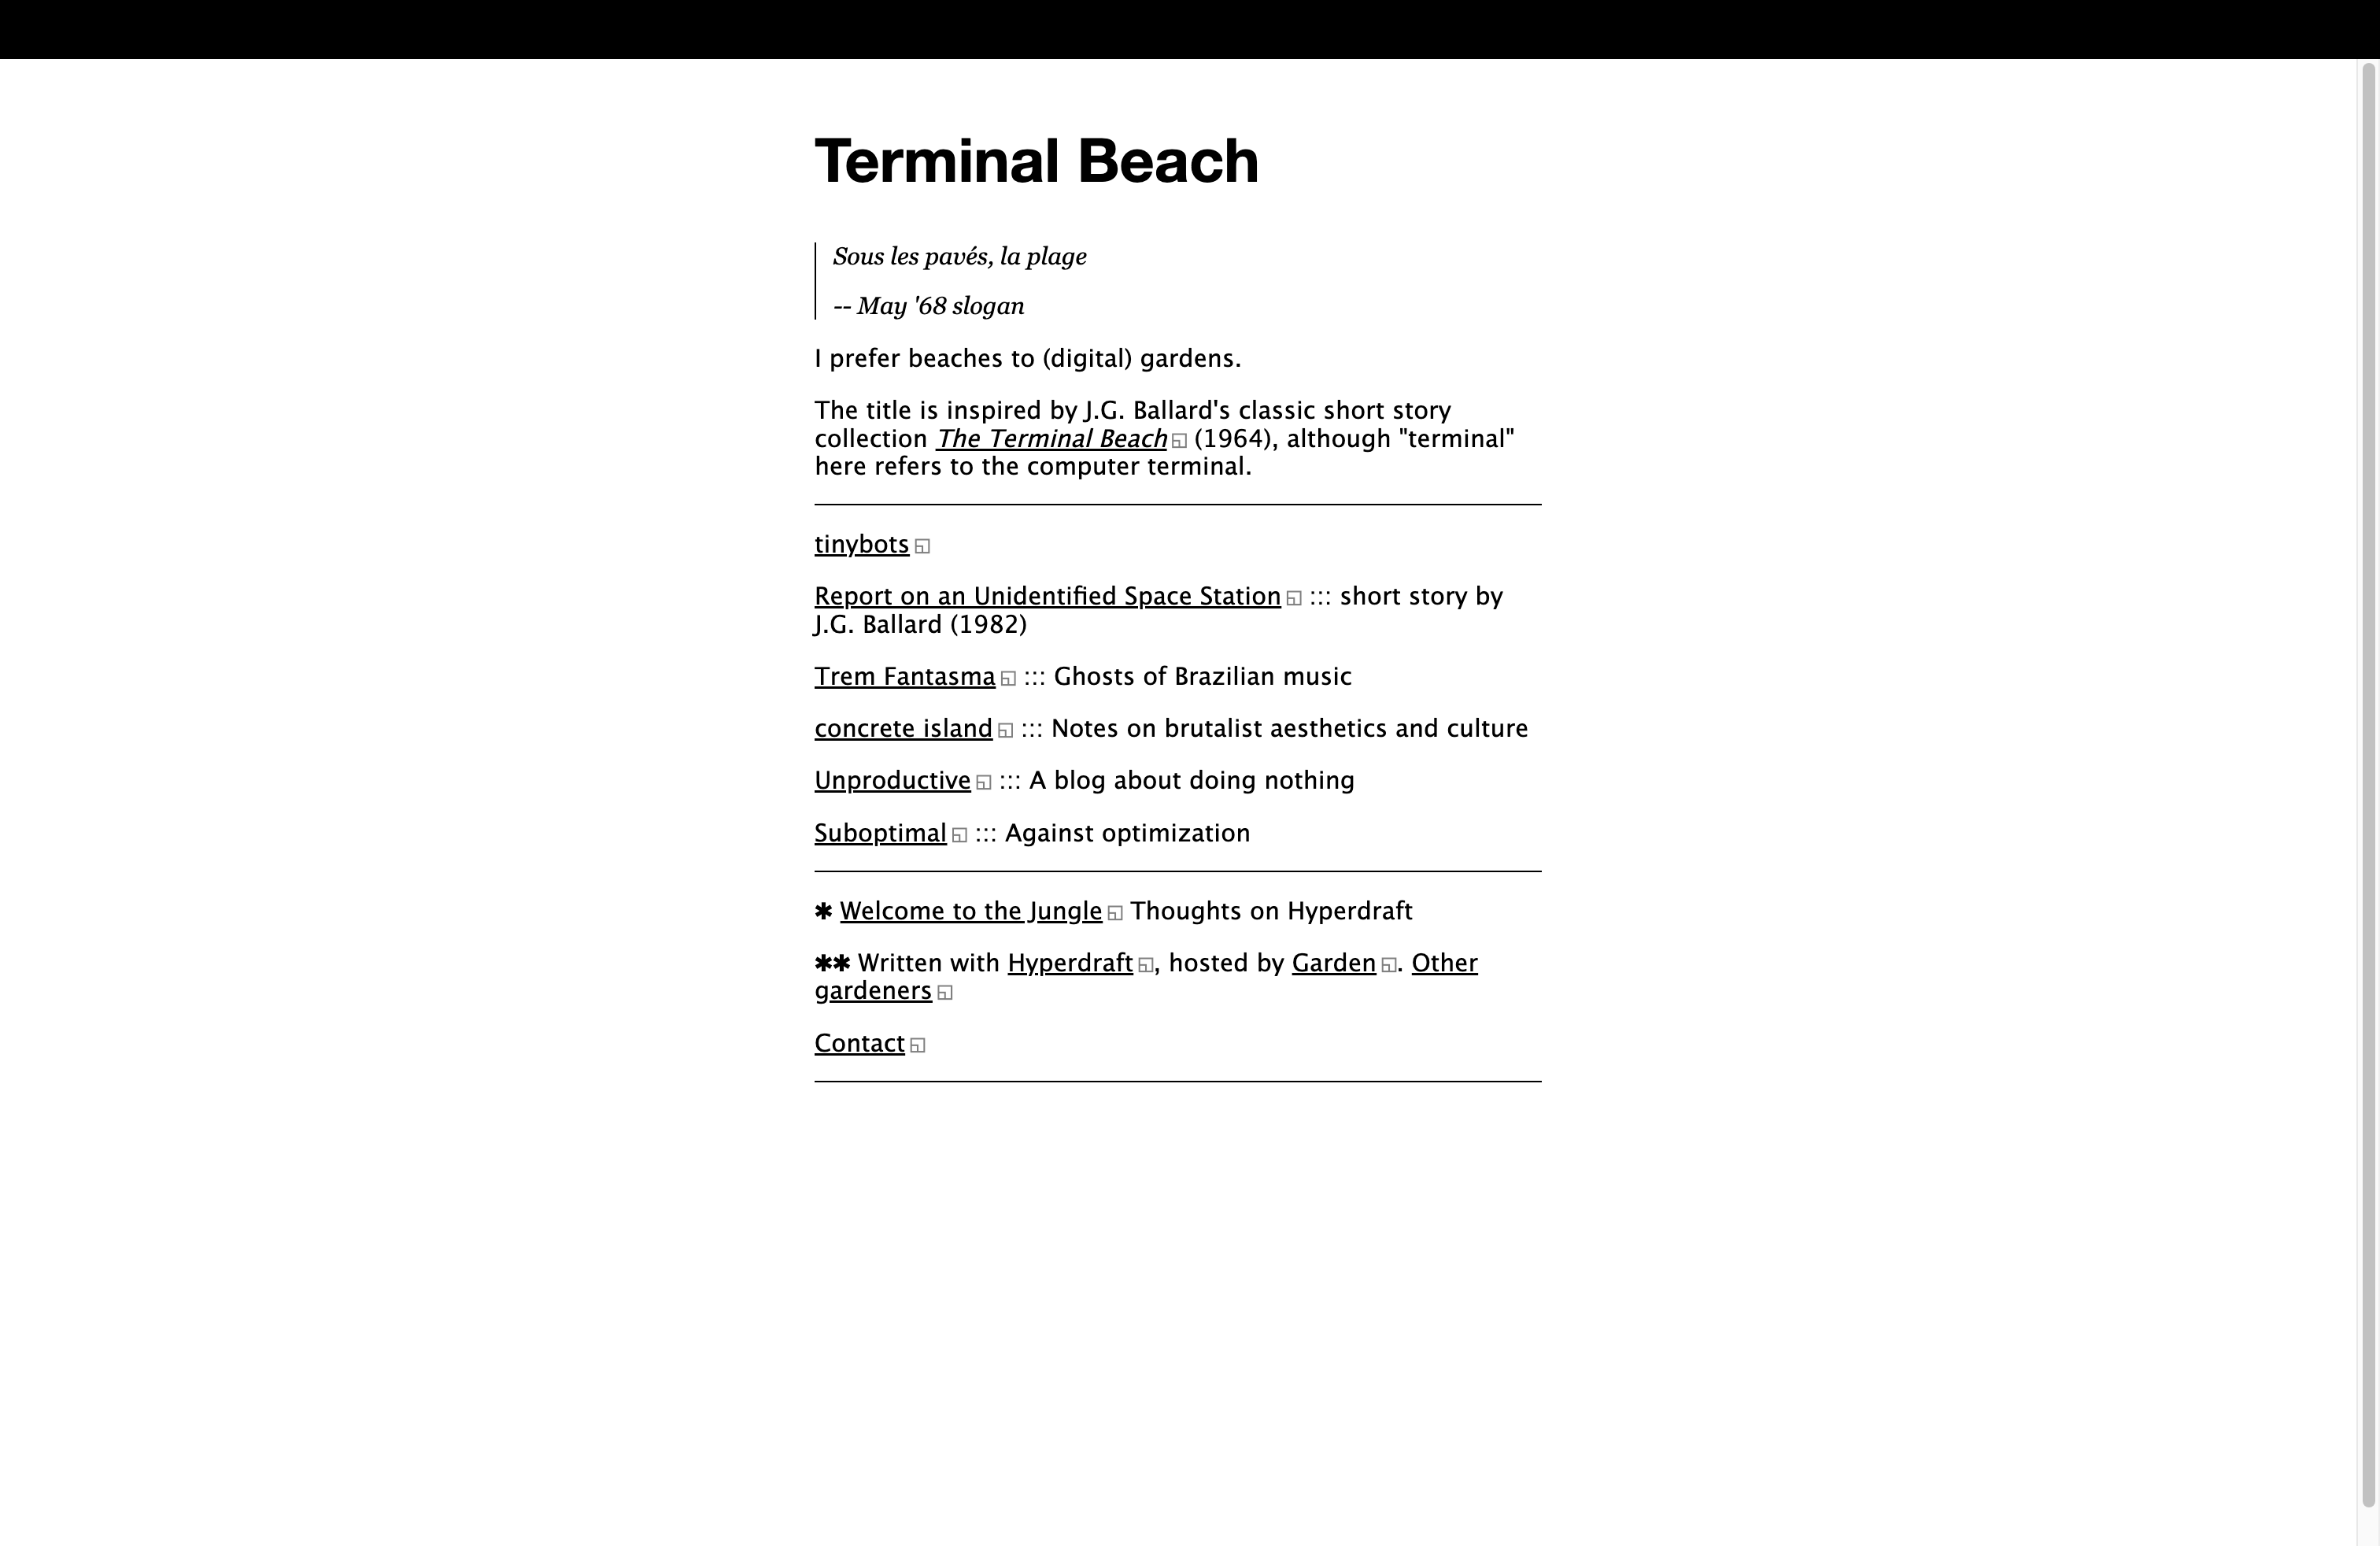 Terminal Beach
Sous les pavés, la plage
-- May '68 slogan
I prefer beaches to (digital) gardens.
The title is inspired by J.G. Ballard's classic short story
collection The Terminal Beach (1964), although "terminal"
here refers to the computer terminal.
tinybots
Report on an Unidentified Space Station ::: short story by
J.G. Ballard (1982)
Trem Fantasma ::: Ghosts of Brazilian music
concrete island ::: Notes on brutalist aesthetics and culture
Unproductive ::: A blog about doing nothing
Suboptimal ::: Against optimization
✱ Welcome to the Jungle Thoughts on Hyperdraft
✱✱ Written with Hyperdraft, hosted by Garden. Other
gardeners
Contact